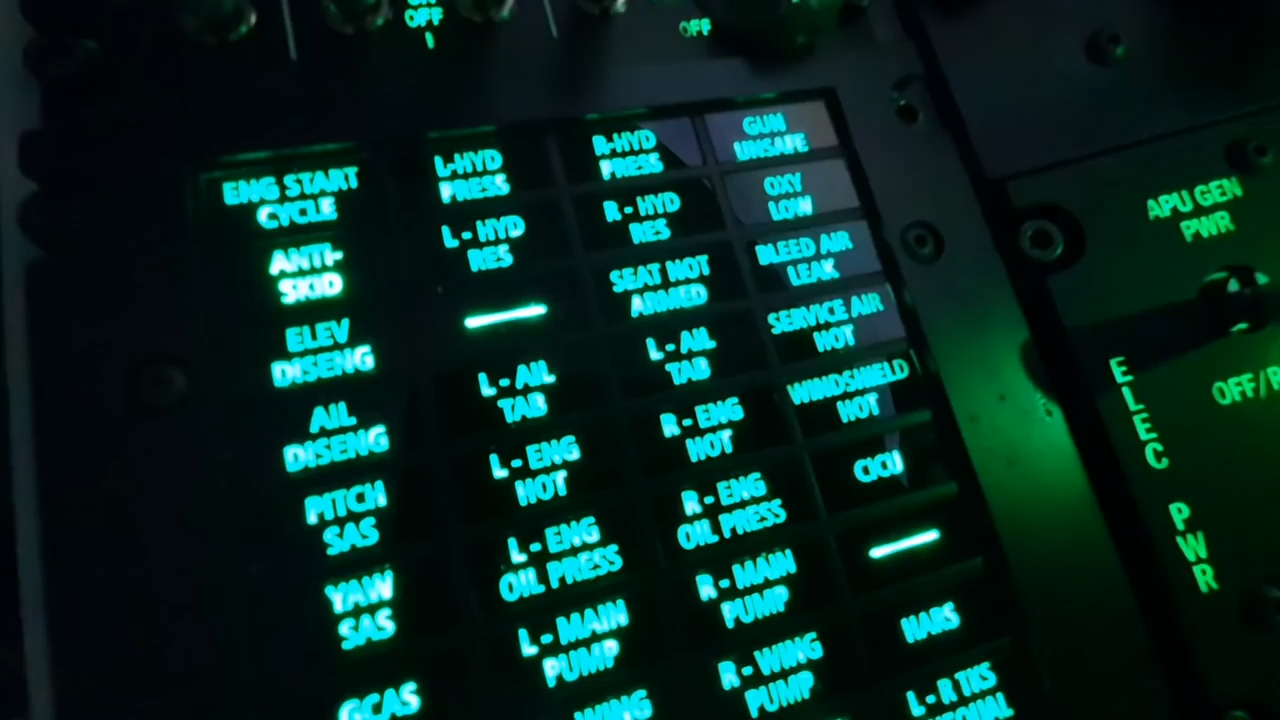 OFF
OFF
ENG START
CYCLE
L-HYD
PRESS
R-HYD
PRESS
GUN
UNSAFE
ANTI-
SKID
L - HYD
RES
R - HYD
RES
OXY
LOW
ELEV
DISENG
SEAT NOT
ARMED
BLEED AIR
LEAK
AIL
DISENG
L - AIL
TAB
L - AIL
TAB
SERVICE AIR
HOT
PITCH
SAS
L - ENG
HOT
R - ENG
HOT
WINDSHIELD
HOT
YAW
SAS
L - ENG
OIL PRESS
R - ENG
OIL PRESS
CICU
GCAS
L - MAIN
PUMP
R - MAIN
PUMP
WING
R - WING
PUMP
HARS
L - R TKS
APU GEN
PWR
OFF/
ELEC
PWR